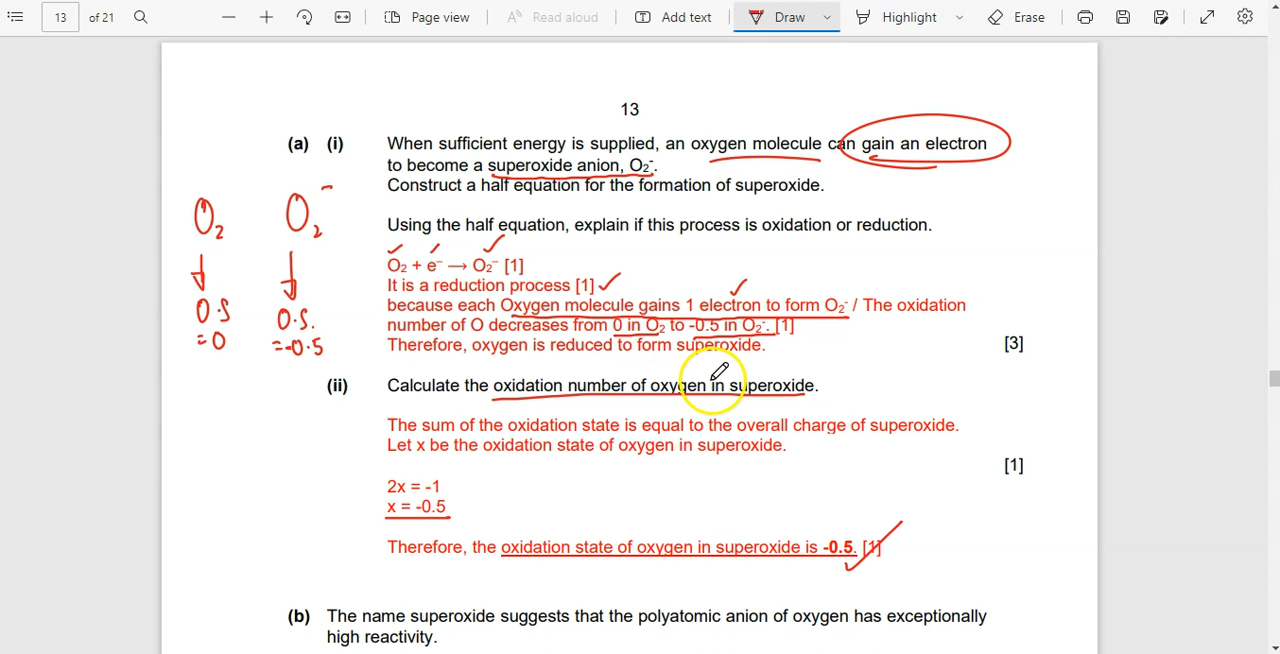 13 of 21 Page view Read aloud Add text Draw Highlight Erase
13
(a) (i) When sufficient energy is supplied, an oxygen molecule can gain an electron
to become a superoxide anion, O₂⁻.
Construct a half equation for the formation of superoxide.
O₂ O₂⁻
Using the half equation, explain if this process is oxidation or reduction.
O₂ + e⁻ → O₂⁻ [1]
It is a reduction process [1]
because each Oxygen molecule gains 1 electron to form O₂⁻ / The oxidation
O.S O.S.
number of O decreases from 0 in O₂ to -0.5 in O₂⁻. [1]
= 0 = -0.5
Therefore, oxygen is reduced to form superoxide. [3]
(ii) Calculate the oxidation number of oxygen in superoxide.
The sum of the oxidation state is equal to the overall charge of superoxide.
Let x be the oxidation state of oxygen in superoxide.
[1]
2x = -1
x = -0.5
Therefore, the oxidation state of oxygen in superoxide is -0.5. [1]
(b) The name superoxide suggests that the polyatomic anion of oxygen has exceptionally
high reactivity.